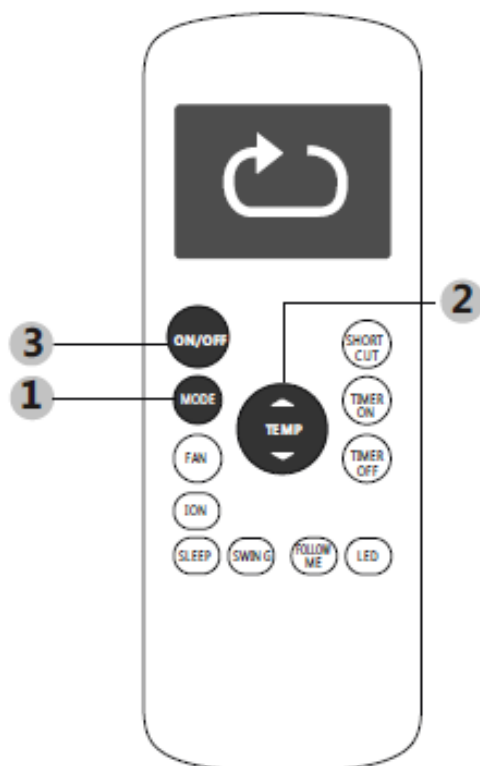 2
3
ON/OFF
SHORT
CUT
1
MODE
TEMP
TIMER
ON
FAN
TIMER
OFF
ION
SLEEP
SWING
FOLLOW
ME
LED